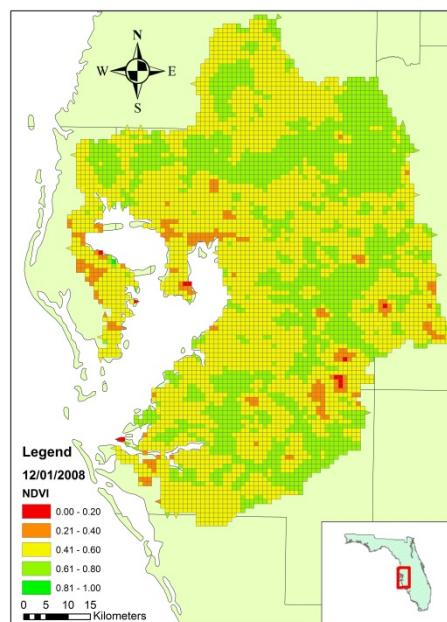 N
W E
S
Legend
12/01/2008
NDVI
0.00 - 0.20
0.21 - 0.40
0.41 - 0.60
0.61 - 0.80
0.81 - 1.00
0 5 10 15
Kilometers